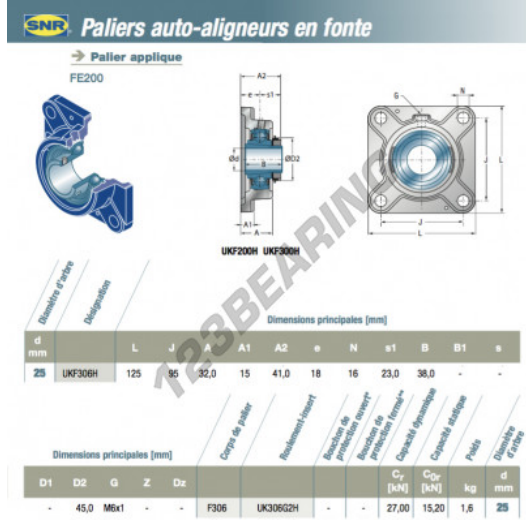 SNR Paliers auto-aligneurs en fonte
Palier applique
FE200
A2
e s1
Ød
B
ØD2
A1
A
G
N
J
L
J
L
UKF200H UKF300H
123BEARING
Diamètre d'arbre
Désignation
Dimensions principales [mm]
d mm L J A A1 A2 e N s1 B B1 s
25 UKF306H 125 95 32,0 15 41,0 18 16 23,0 38,0 - - 
Dimensions principales [mm]
Corps de palier
Roulement-insert
Bouchon de protection ouvert*
Bouchon de protection fermé**
Capacité dynamique
Capacité statique
Poids
Diamètre d'arbre
D1 D2 G Z Dz Cr [kN] C0r [kN] kg d mm
- 45,0 M6x1 - - F306 UK306G2H - - 27,00 15,20 1,6 25